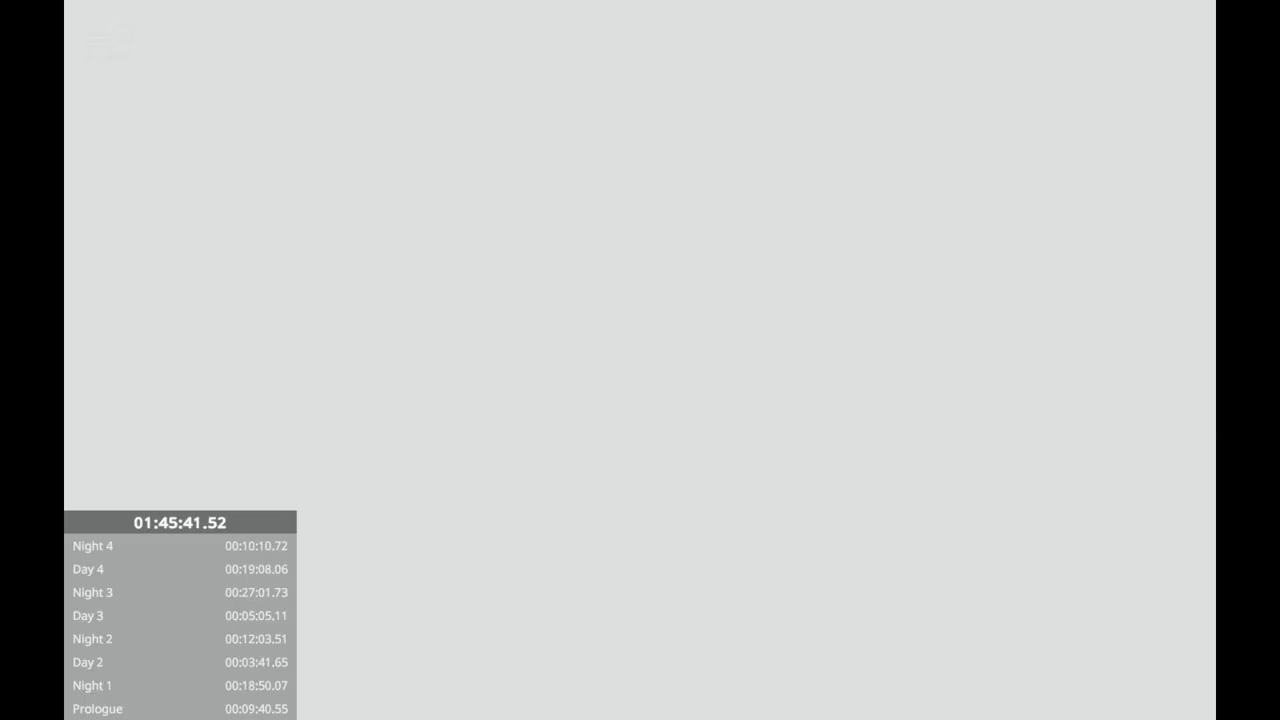 01:45:41.52
Night 4 00:10:10.72
Day 4 00:19:08.06
Night 3 00:27:01.73
Day 3 00:05:05.11
Night 2 00:12:03.51
Day 2 00:03:41.65
Night 1 00:18:50.07
Prologue 00:09:40.55